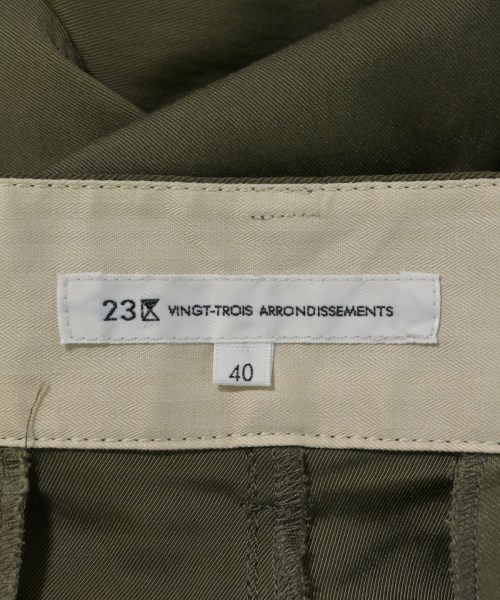 23区 VINGT-TROIS ARRONDISSEMENTS
40